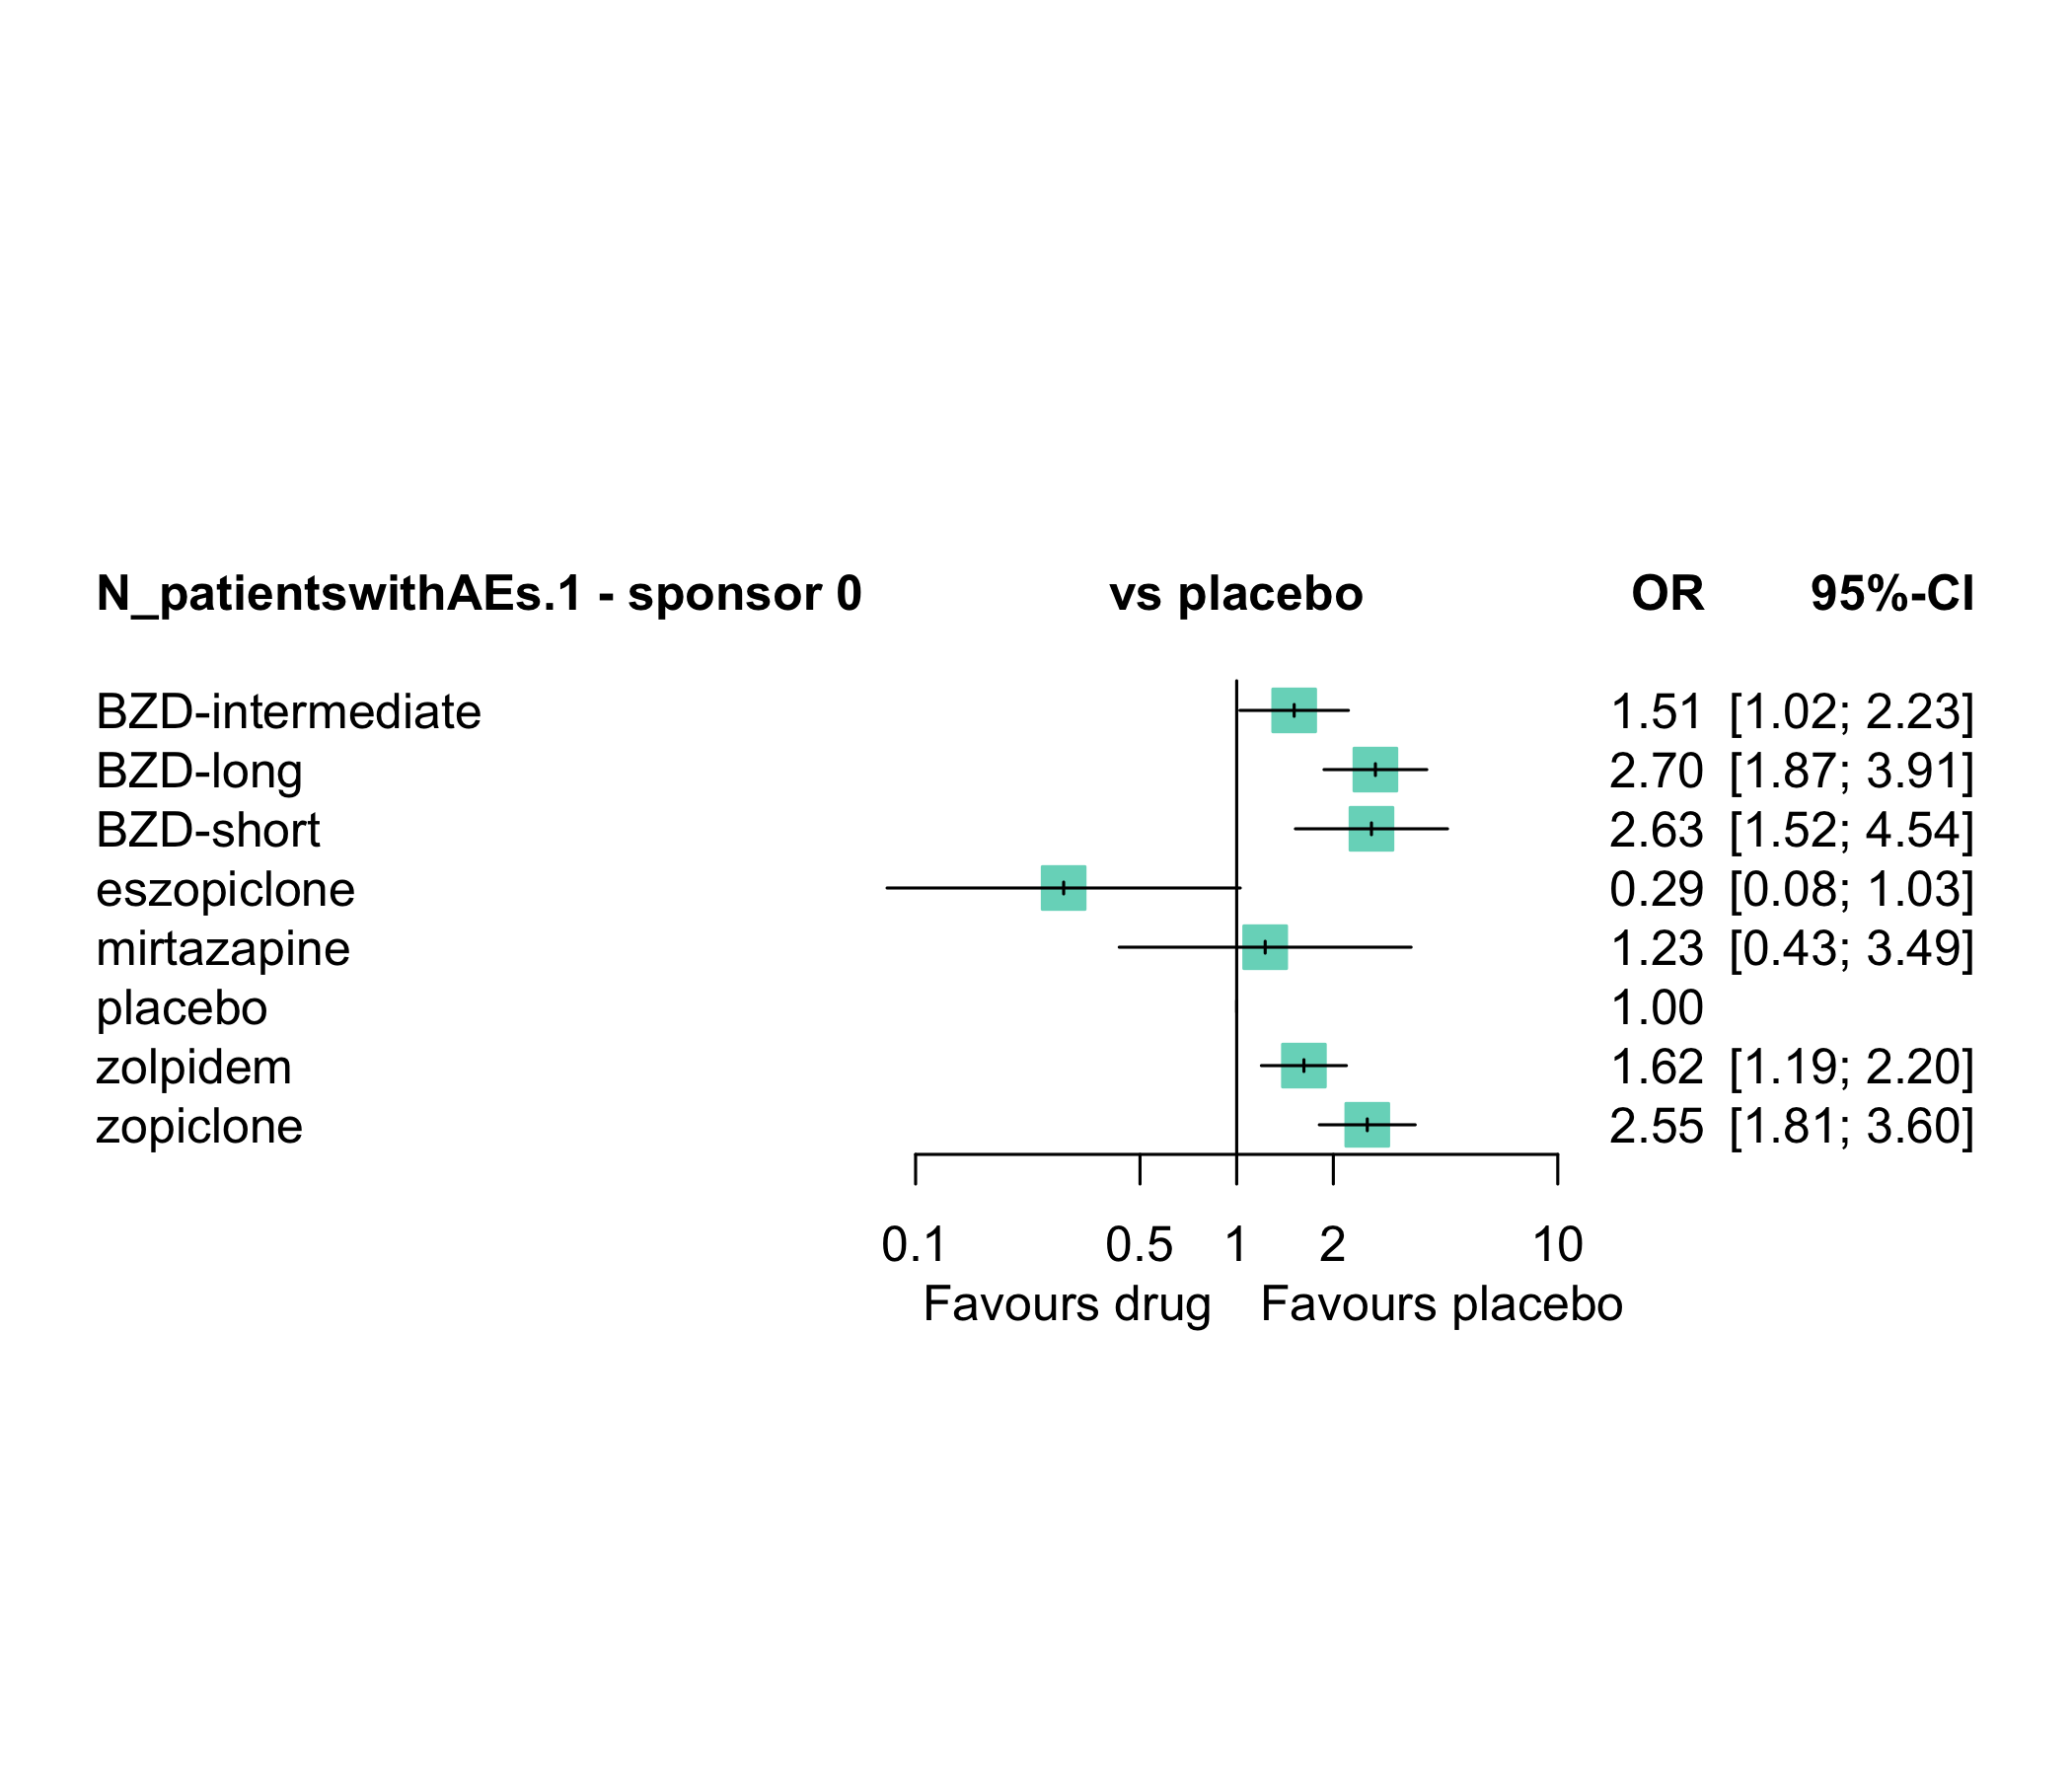 N_patientswithAEs.1 - sponsor 0 vs placebo OR 95%-CI
BZD-intermediate 1.51 [1.02; 2.23]
BZD-long 2.70 [1.87; 3.91]
BZD-short 2.63 [1.52; 4.54]
eszopiclone 0.29 [0.08; 1.03]
mirtazapine 1.23 [0.43; 3.49]
placebo 1.00
zolpidem 1.62 [1.19; 2.20]
zopiclone 2.55 [1.81; 3.60]
0.1 0.5 1 2 10
Favours drug Favours placebo